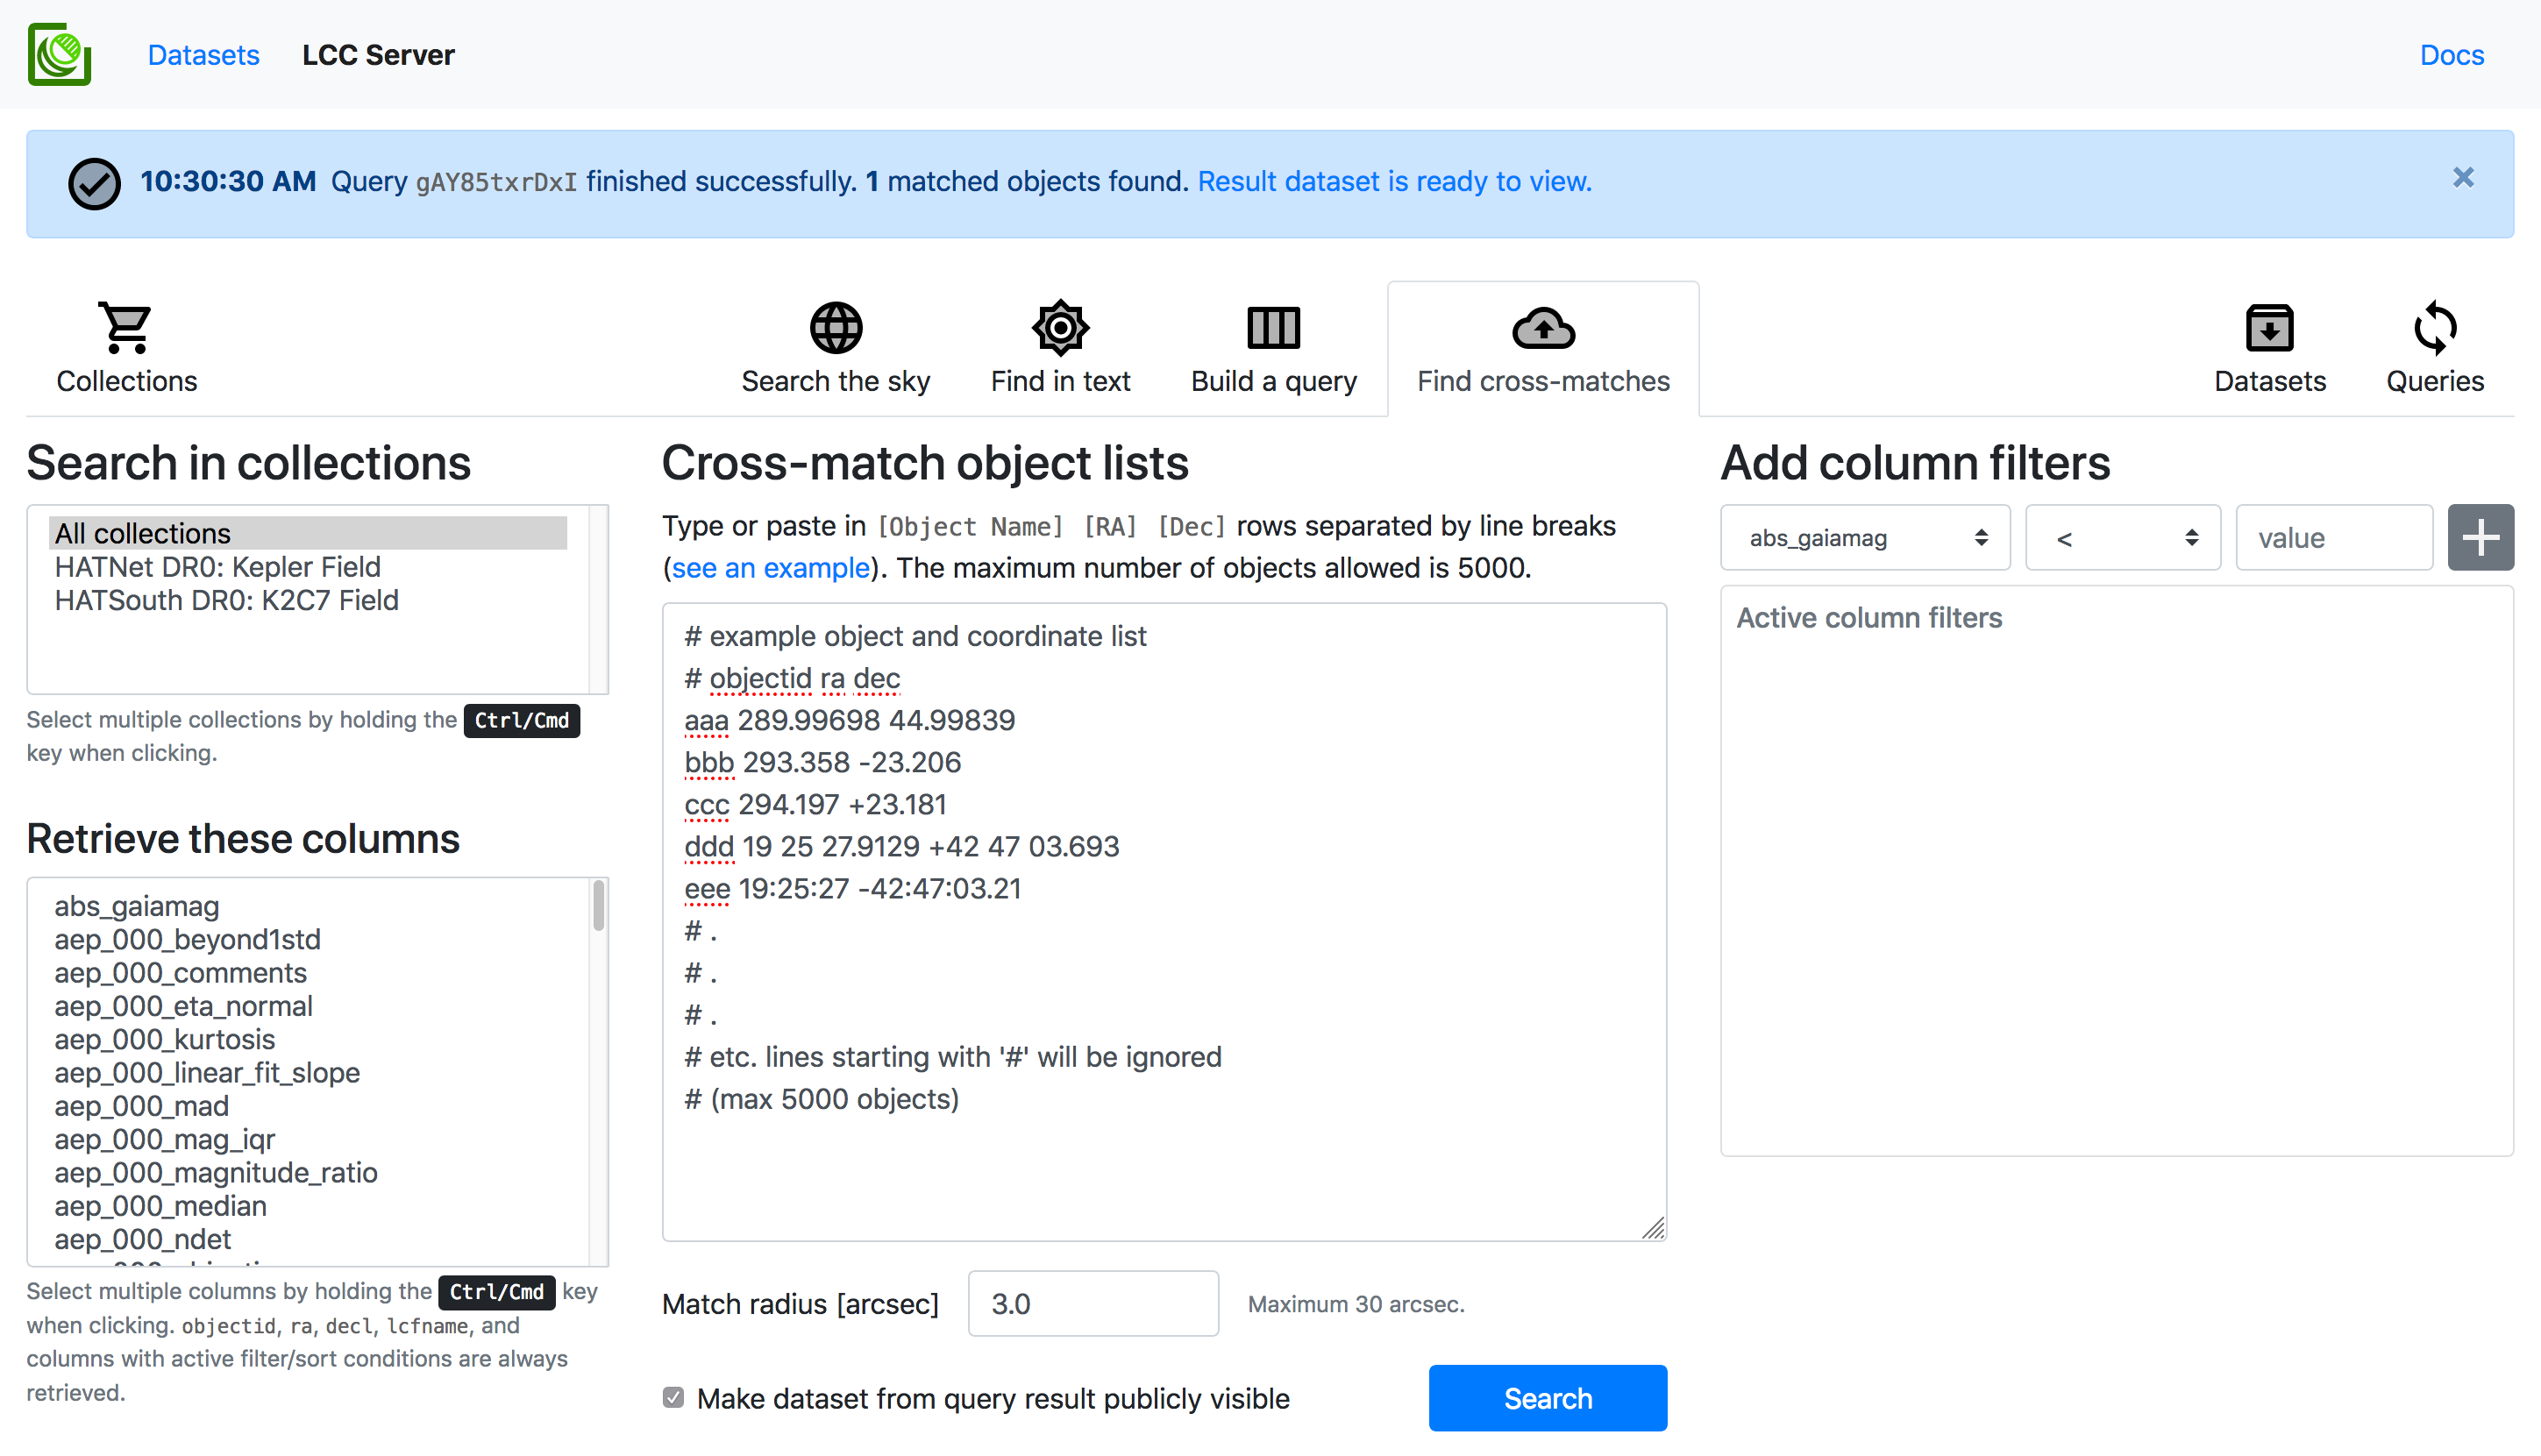 Datasets LCC Server Docs
10:30:30 AM Query gAY85txrDxI finished successfully. 1 matched objects found. Result dataset is ready to view. ×
Collections Search the sky Find in text Build a query Find cross-matches Datasets Queries
Search in collections
All collections
HATNet DR0: Kepler Field
HATSouth DR0: K2C7 Field
Select multiple collections by holding the Ctrl/Cmd
key when clicking.
Retrieve these columns
abs_gaiamag
aep_000_beyond1std
aep_000_comments
aep_000_eta_normal
aep_000_kurtosis
aep_000_linear_fit_slope
aep_000_mad
aep_000_mag_iqr
aep_000_magnitude_ratio
aep_000_median
aep_000_ndet
Select multiple columns by holding the Ctrl/Cmd key
when clicking. objectid, ra, decl, lcfname, and
columns with active filter/sort conditions are always
retrieved.
Cross-match object lists
Type or paste in [Object Name] [RA] [Dec] rows separated by line breaks
(see an example). The maximum number of objects allowed is 5000.
# example object and coordinate list
# objectid ra dec
aaa 289.99698 44.99839
bbb 293.358 -23.206
ccc 294.197 +23.181
ddd 19 25 27.9129 +42 47 03.693
eee 19:25:27 -42:47:03.21
# .
# .
# .
# etc. lines starting with '#' will be ignored
# (max 5000 objects)
Match radius [arcsec] 3.0 Maximum 30 arcsec.
Make dataset from query result publicly visible Search
Add column filters
abs_gaiamag < value +
Active column filters